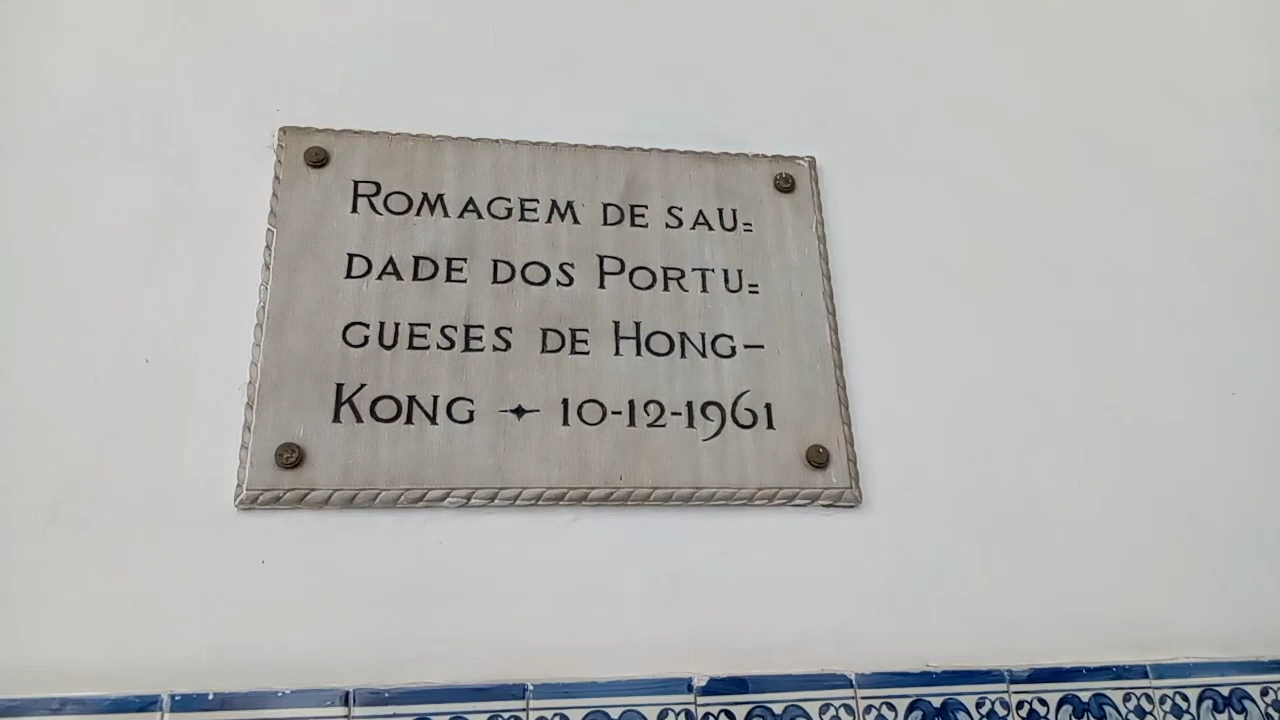 Romagem de sau=
dade dos Portu=
gueses de Hong-
Kong ✦ 10-12-1961